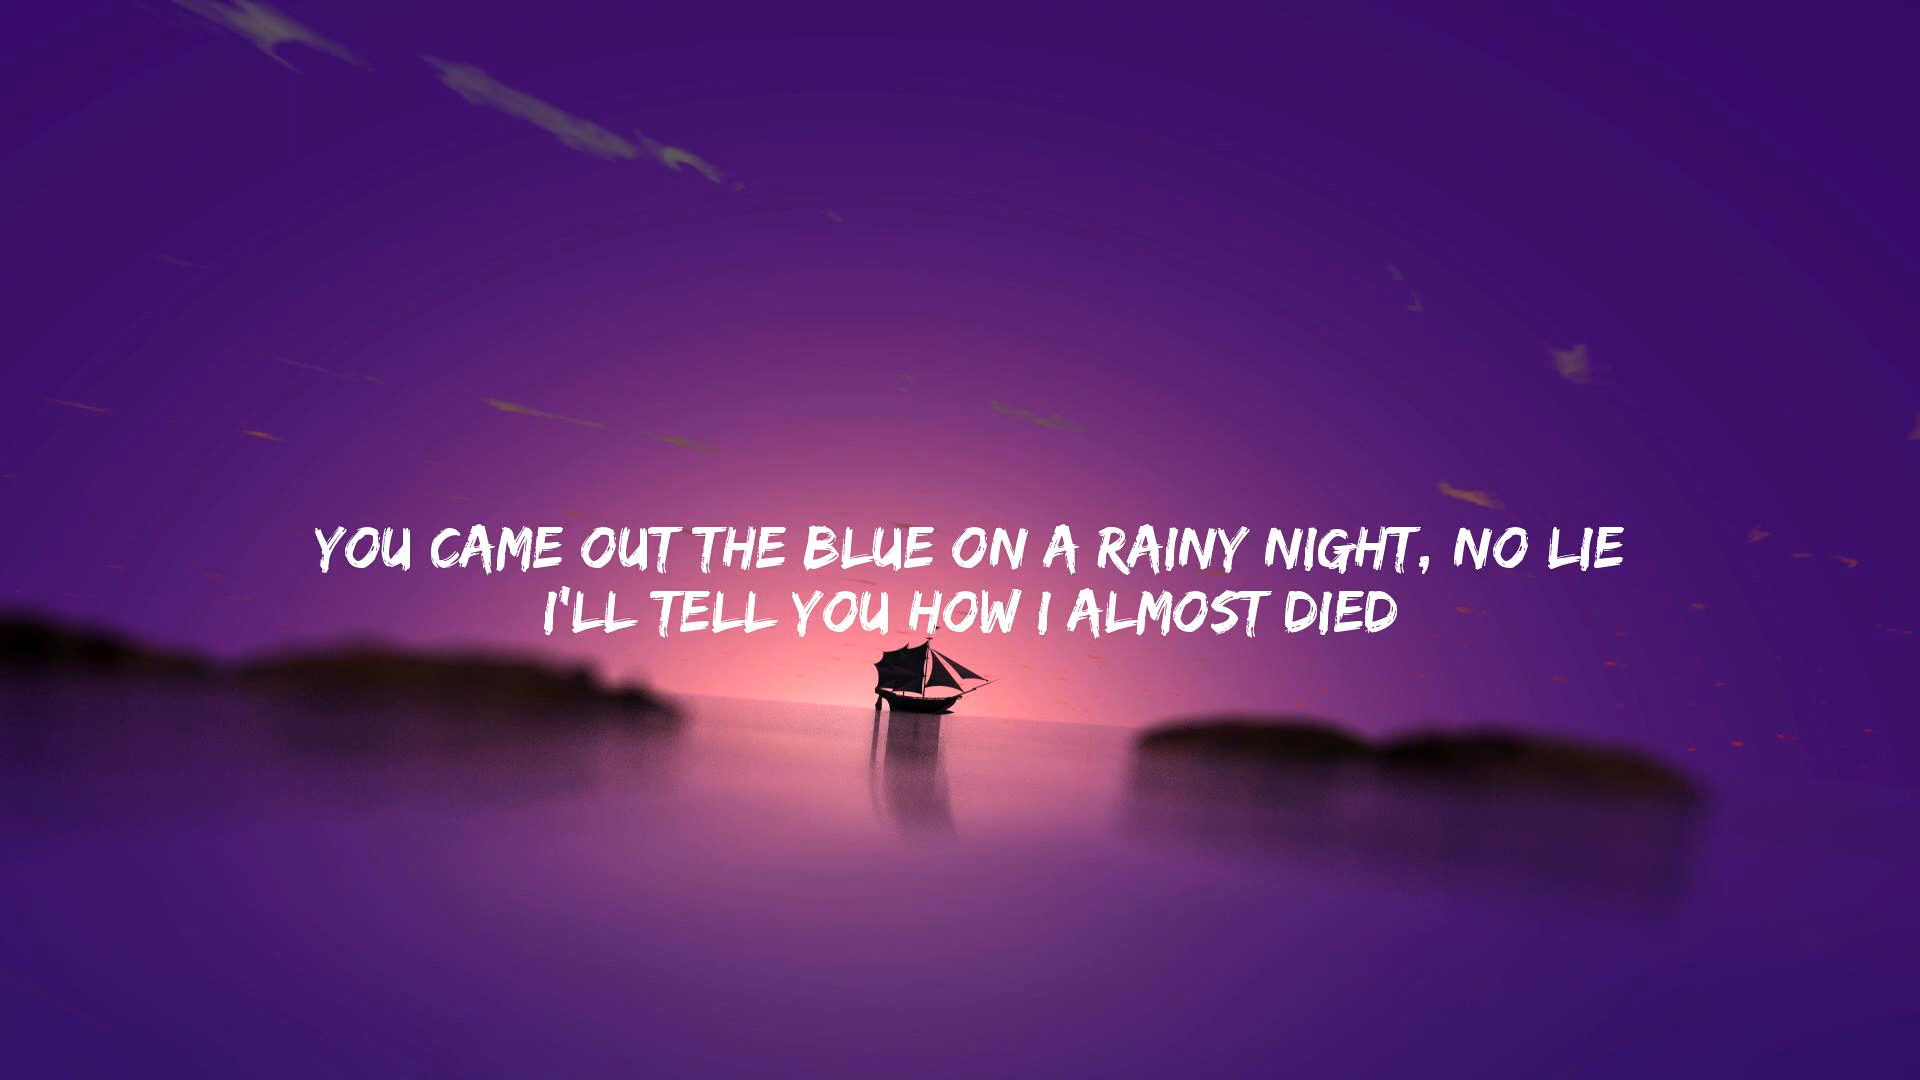 YOU CAME OUT THE BLUE ON A RAINY NIGHT, NO LIE
I'LL TELL YOU HOW I ALMOST DIED